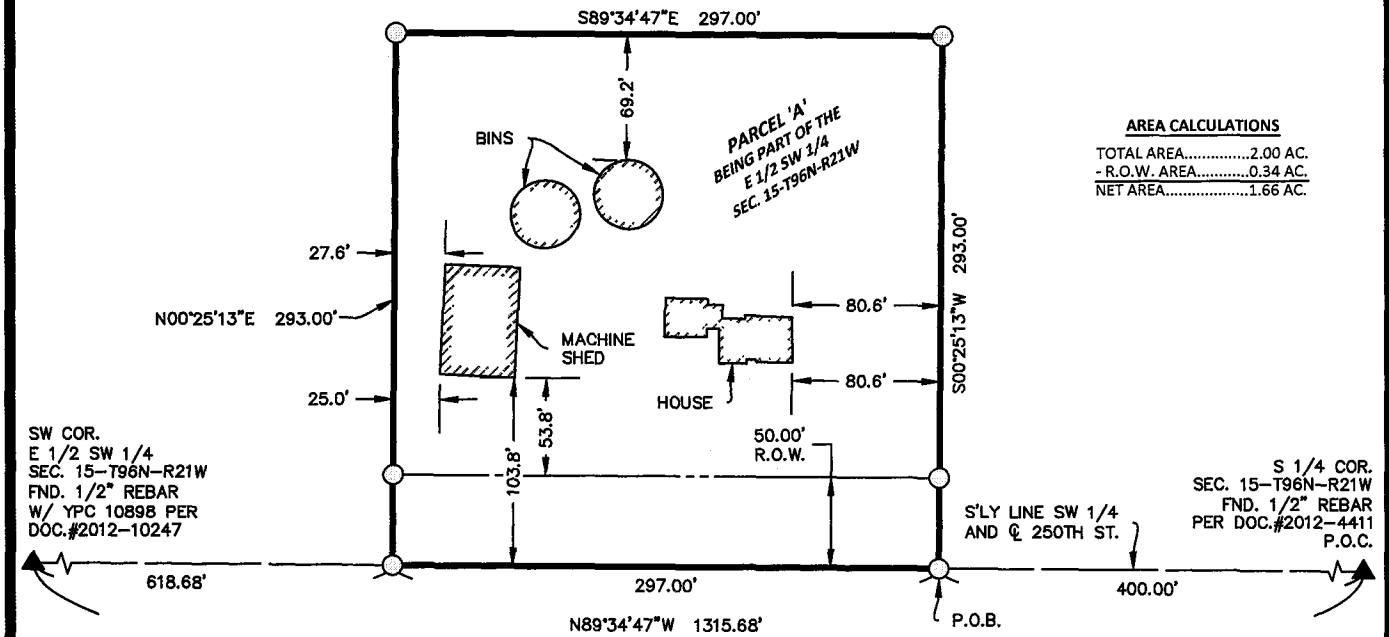 S89°34'47"E 297.00'
69.2'
BINS
PARCEL 'A'
BEING PART OF THE
E 1/2 SW 1/4
SEC. 15-T96N-R21W
AREA CALCULATIONS
TOTAL AREA..............2.00 AC.
- R.O.W. AREA...........0.34 AC.
NET AREA..................1.66 AC.
27.6'
N00°25'13"E 293.00'
S00°25'13"W 293.00'
MACHINE
SHED
80.6'
80.6'
HOUSE
25.0'
53.8'
103.8'
50.00'
R.O.W.
SW COR.
E 1/2 SW 1/4
SEC. 15-T96N-R21W
FND. 1/2" REBAR
W/ YPC 10898 PER
DOC.#2012-10247
S'LY LINE SW 1/4
AND ℄ 250TH ST.
S 1/4 COR.
SEC. 15-T96N-R21W
FND. 1/2" REBAR
PER DOC.#2012-4411
P.O.C.
618.68'
297.00'
400.00'
N89°34'47"W 1315.68'
P.O.B.